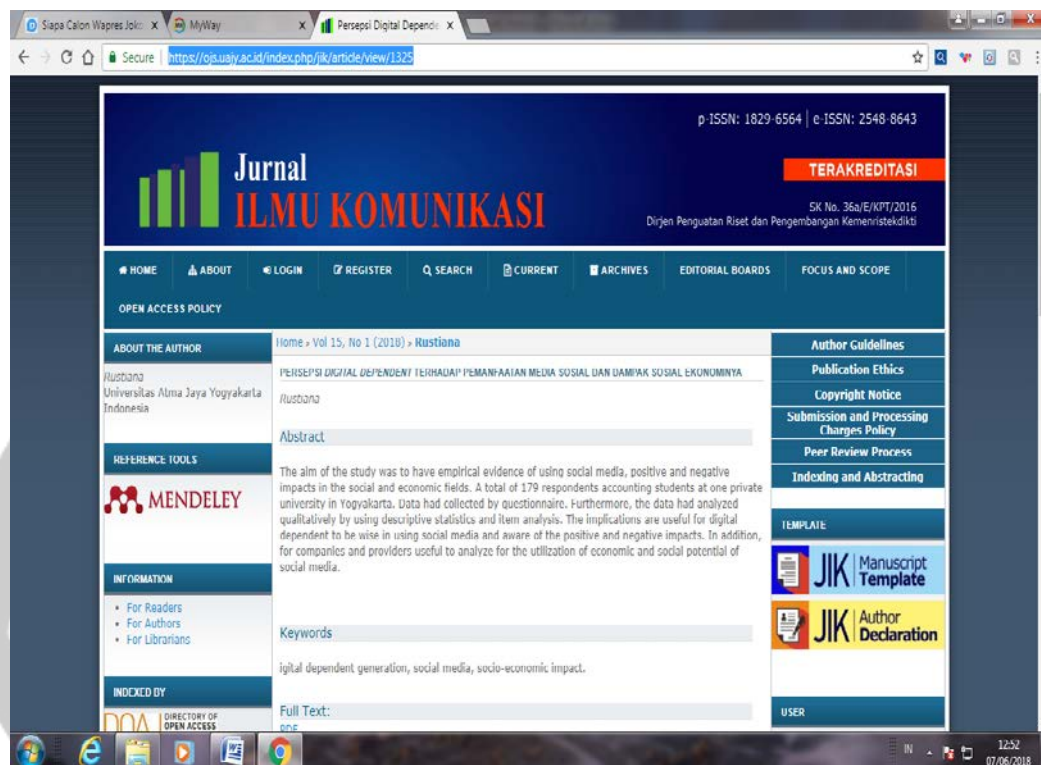 Siapa Calon Wapres Joko
MyWay
Persepsi Digital Depende
Secure | https://ojs.uajy.ac.id/index.php/jik/article/view/1325
p-ISSN: 1829-6564 | e-ISSN: 2548-8643
Jurnal
ILMU KOMUNIKASI
TERAKREDITASI
SK No. 36a/E/KPT/2016
Dirjen Penguatan Riset dan Pengembangan Kemenristekdikti
HOME ABOUT LOGIN REGISTER SEARCH CURRENT ARCHIVES EDITORIAL BOARDS FOCUS AND SCOPE
OPEN ACCESS POLICY
ABOUT THE AUTHOR
Rustiana
Universitas Atma Jaya Yogyakarta
Indonesia
REFERENCE TOOLS
MENDELEY
INFORMATION
• For Readers
• For Authors
• For Librarians
INDEXED BY
DOA DIRECTORY OF
OPEN ACCESS
Home » Vol 15, No 1 (2018) » Rustiana
PERSEPSI DIGITAL DEPENDENT TERHADAP PEMANFAATAN MEDIA SOSIAL DAN DAMPAK SOSIAL EKONOMINYA
Rustiana
Abstract
The aim of the study was to have empirical evidence of using social media, positive and negative
impacts in the social and economic fields. A total of 179 respondents accounting students at one private
university in Yogyakarta. Data had collected by questionnaire. Furthermore, the data had analyzed
qualitatively by using descriptive statistics and item analysis. The implications are useful for digital
dependent to be wise in using social media and aware of the positive and negative impacts. In addition,
for companies and providers useful to analyze for the utilization of economic and social potential of
social media.
Keywords
igital dependent generation, social media, socio-economic impact.
Full Text:
PDF
Author Guidelines
Publication Ethics
Copyright Notice
Submission and Processing
Charges Policy
Peer Review Process
Indexing and Abstracting
TEMPLATE
JIK Manuscript
Template
JIK Author
Declaration
USER
IN
12:52
07/06/2018